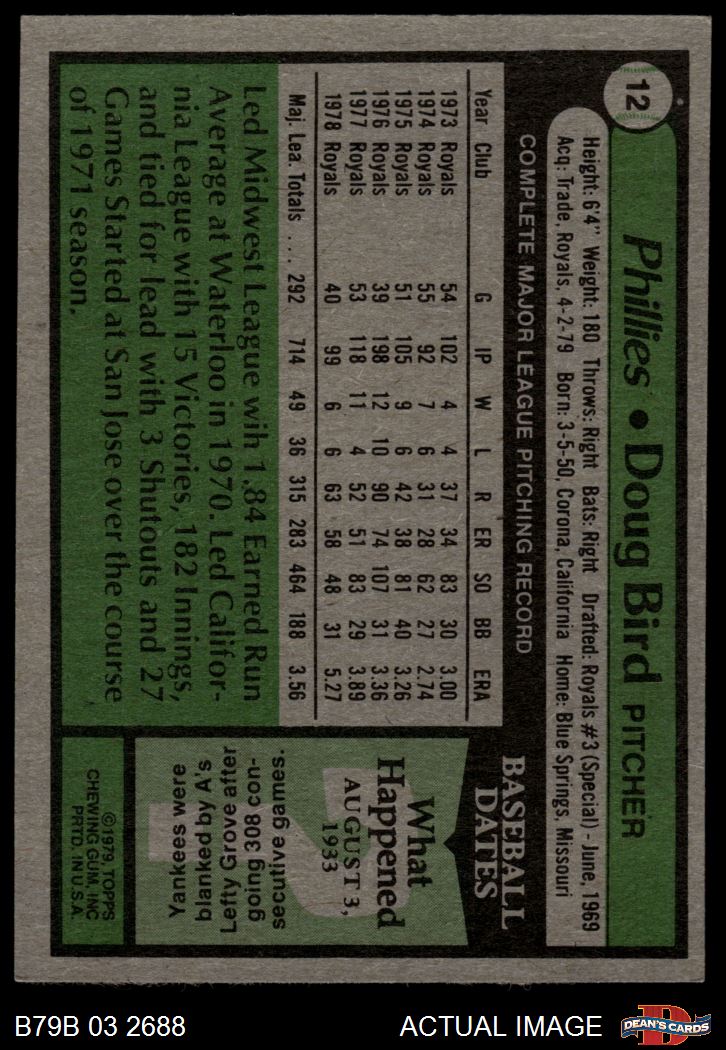 12
Phillies • Doug Bird PITCHER
Height: 6'4" Weight: 180 Throws: Right Bats: Right Drafted: Royals #3 (Special) - June, 1969
Acq: Trade, Royals, 4-2-79 Born: 3-5-50, Corona, California Home: Blue Springs, Missouri
COMPLETE MAJOR LEAGUE PITCHING RECORD
Year Club G IP W L R ER SO BB ERA
1973 Royals 54 102 4 4 37 34 83 30 3.00
1974 Royals 55 92 7 6 31 28 62 27 2.74
1975 Royals 51 105 9 6 42 38 81 40 3.26
1976 Royals 39 198 12 10 90 74 107 31 3.36
1977 Royals 53 118 11 4 52 51 83 29 3.89
1978 Royals 40 99 6 6 63 58 48 31 5.27
Maj. Lea. Totals .... 292 714 49 36 315 283 464 188 3.56
Led Midwest League wih 1.84 Earned Run
Average at Waterloo in 1970. Led Califor-
nia League with 15 Victories, 182 Innings,
and tied for lead with 3 Shutouts and 27
Games Started at San Jose over the course
of 1971 season.
BASEBALL
DATES
What
Happened
AUGUST 3,
1933
Yankees were
blanked by A's
Lefty Grove after
going 308 con-
secutive games.
©1979, TOPPS
CHEWING GUM, INC
PRTD. IN U.S.A.
B79B 03 2688
ACTUAL IMAGE
D
DEAN'S CARDS